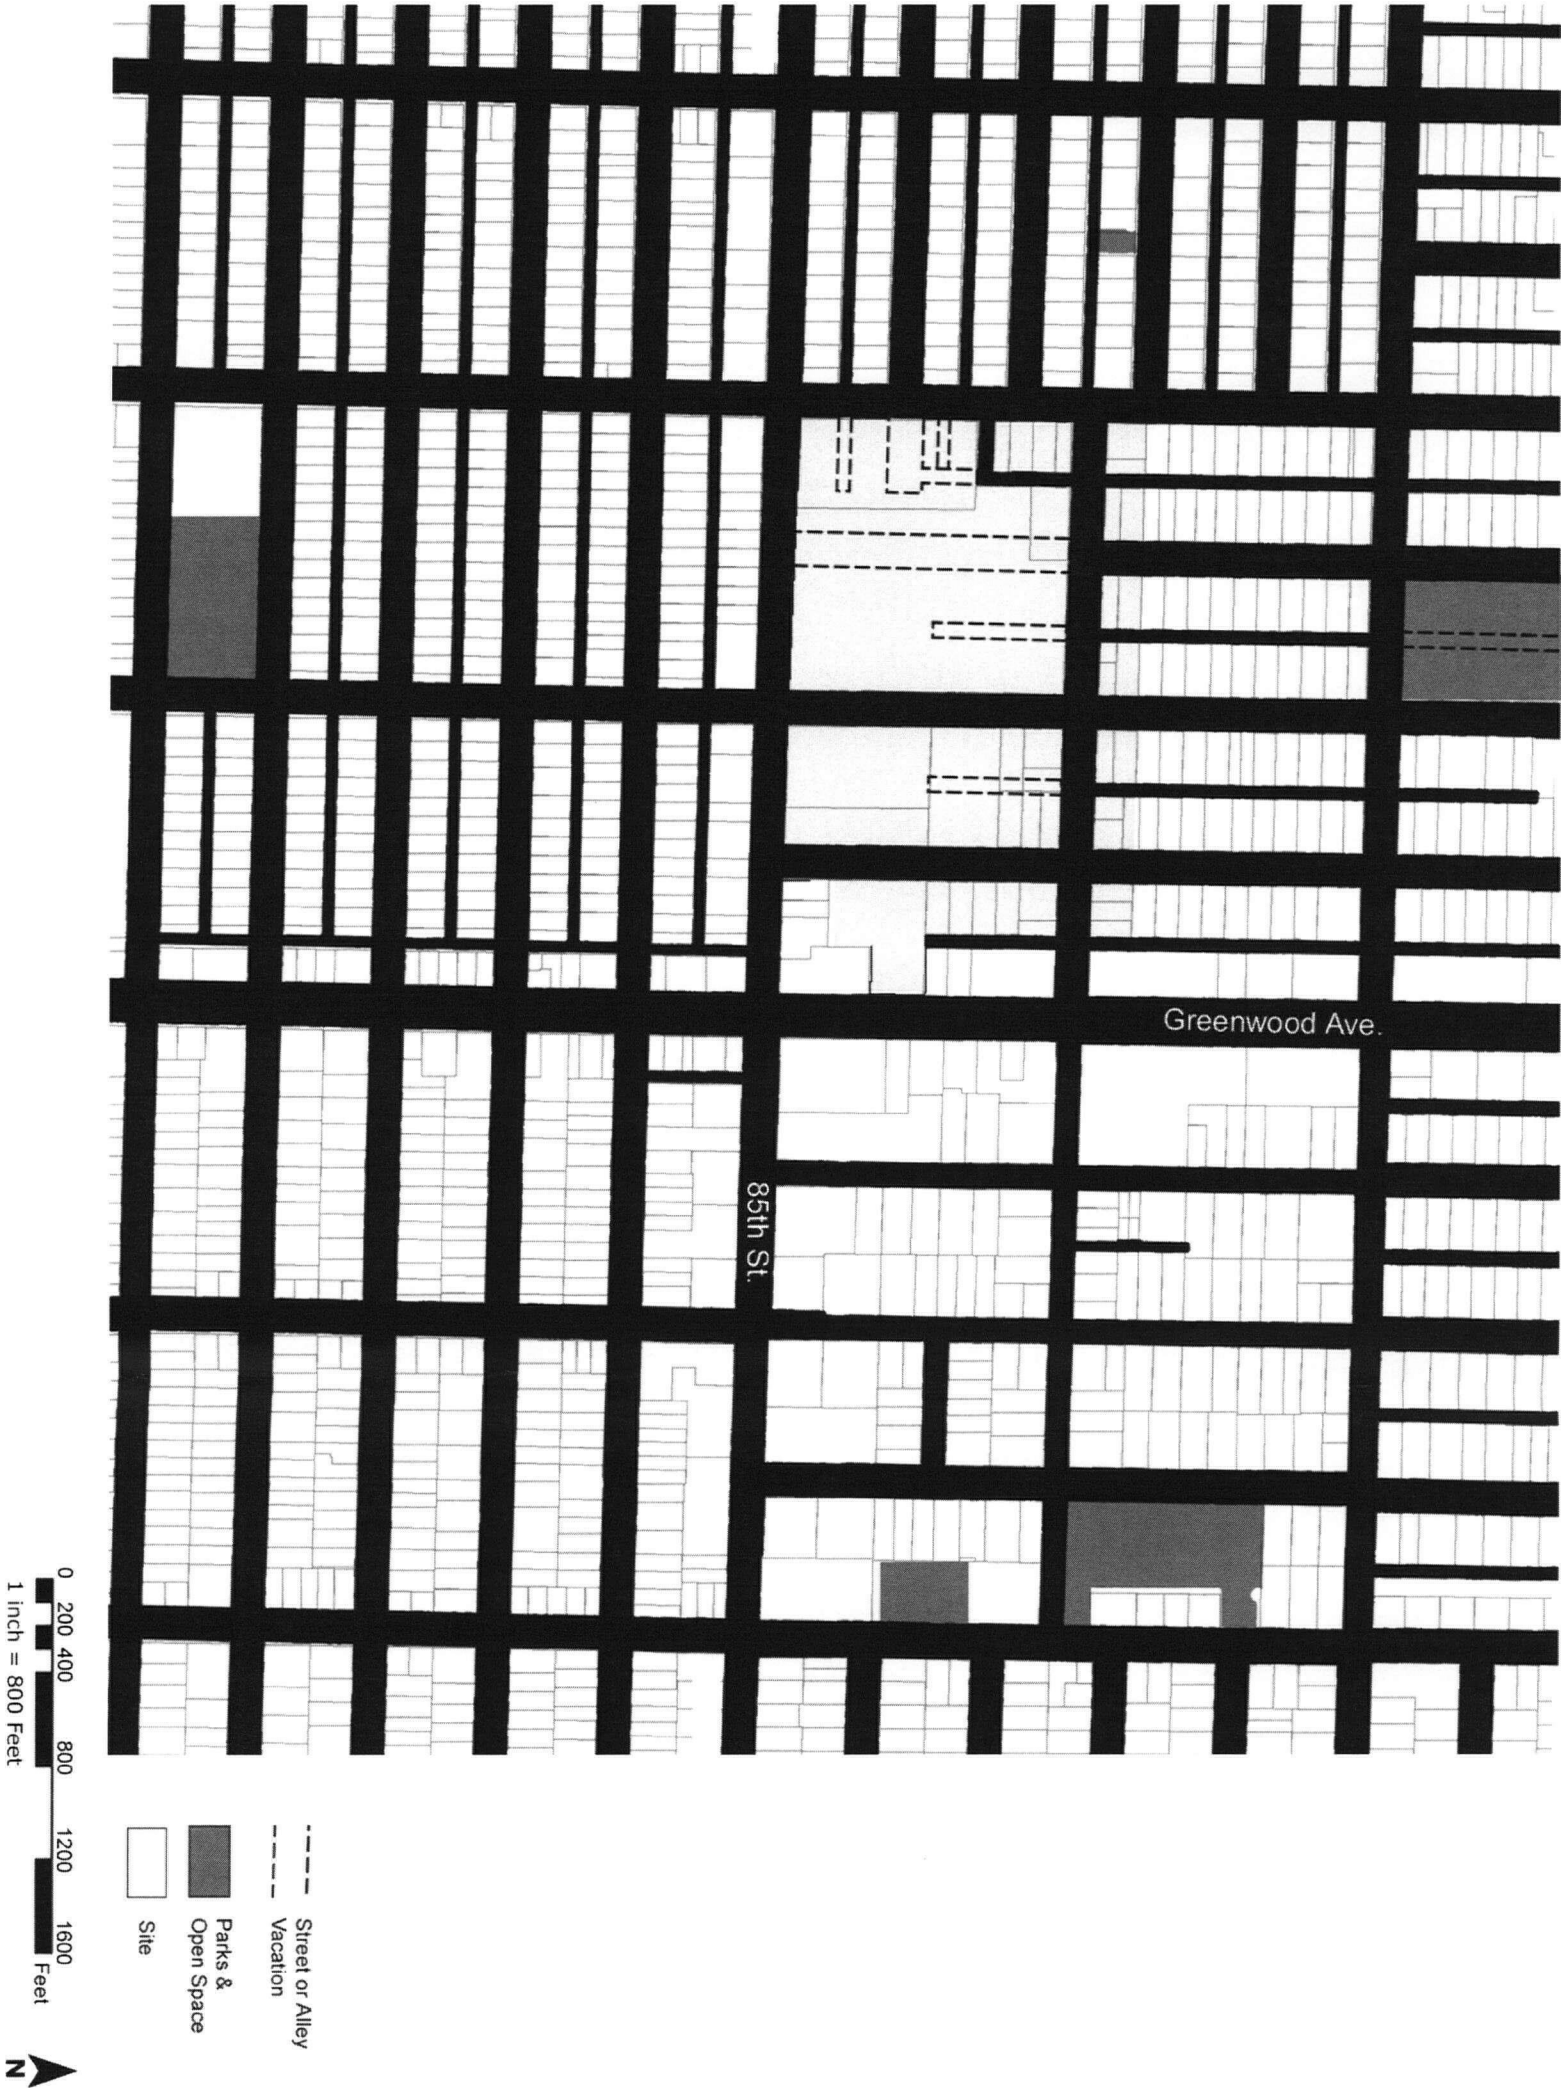 Greenwood Ave.
85th St.
Street or Alley
Vacation
Parks &
Open Space
Site
0 200 400 800 1200 1600 Feet
1 inch = 800 Feet
N